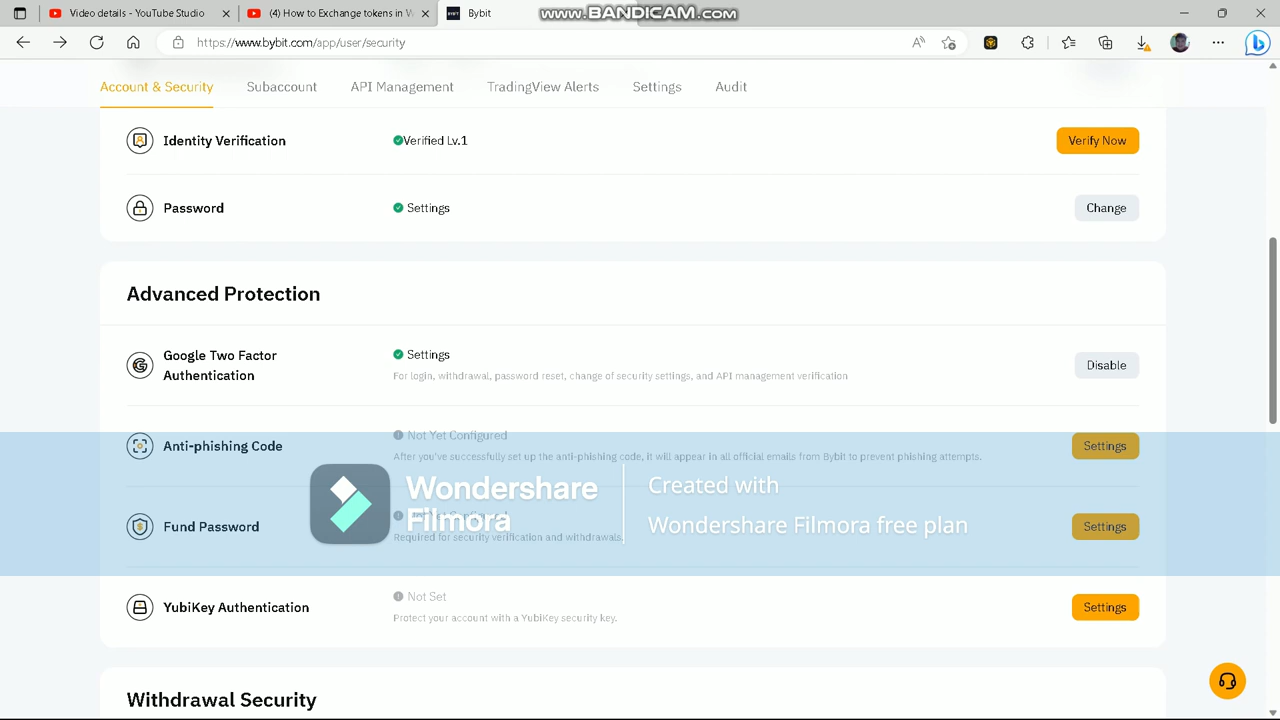 Video details - YouTube Studio
(4) How to Exchange tokens in W
Bybit
www.BANDICAM.com
https://www.bybit.com/app/user/security
Account & Security
Subaccount
API Management
TradingView Alerts
Settings
Audit
Identity Verification
Verified Lv.1
Verify Now
Password
Settings
Change
Advanced Protection
Google Two Factor
Authentication
Settings
For login, withdrawal, password reset, change of security settings, and API management verification
Disable
Anti-phishing Code
Not Yet Configured
After you've successfully set up the anti-phishing code, it will appear in all official emails from Bybit to prevent phishing attempts.
Settings
Wondershare
Filmora
Created with
Wondershare Filmora free plan
Fund Password
Required for security verification and withdrawals.
Settings
YubiKey Authentication
Not Set
Protect your account with a YubiKey security key.
Settings
Withdrawal Security